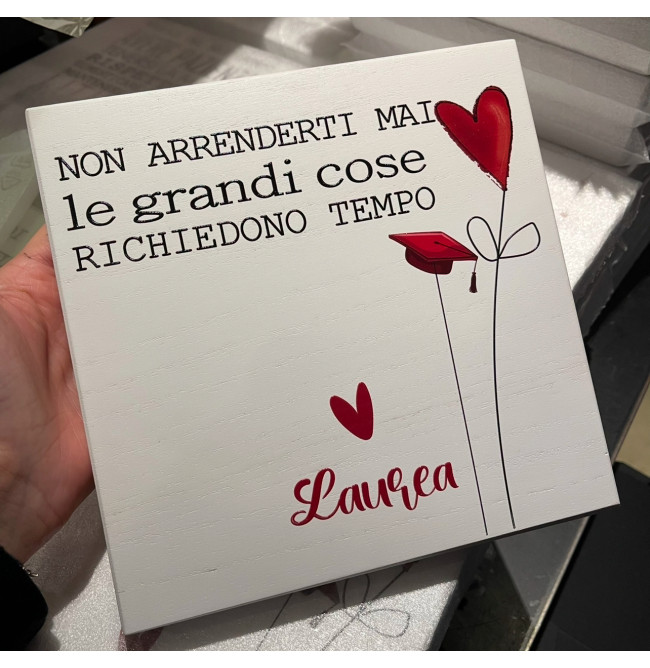 NON ARRENDERTI MAI
le grandi cose
RICHIEDONO TEMPO
Laurea